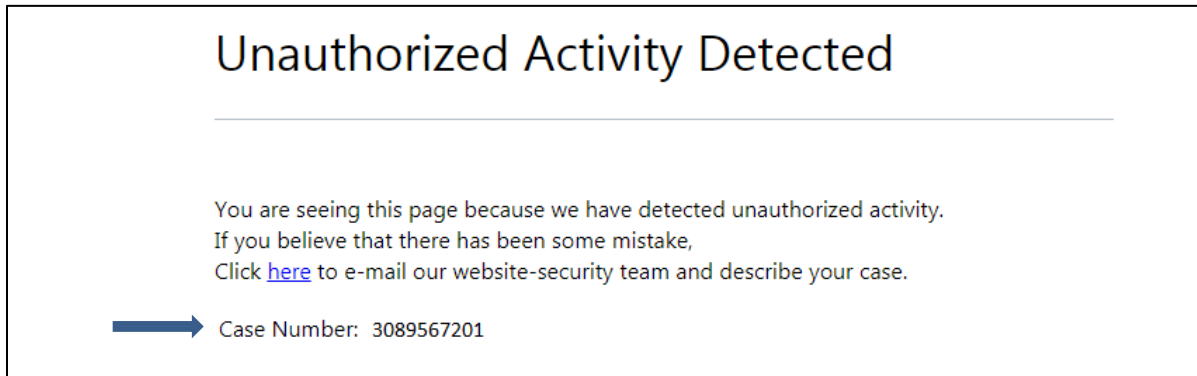 Unauthorized Activity Detected
You are seeing this page because we have detected unauthorized activity.
If you believe that there has been some mistake,
Click here to e-mail our website-security team and describe your case.
Case Number: 3089567201